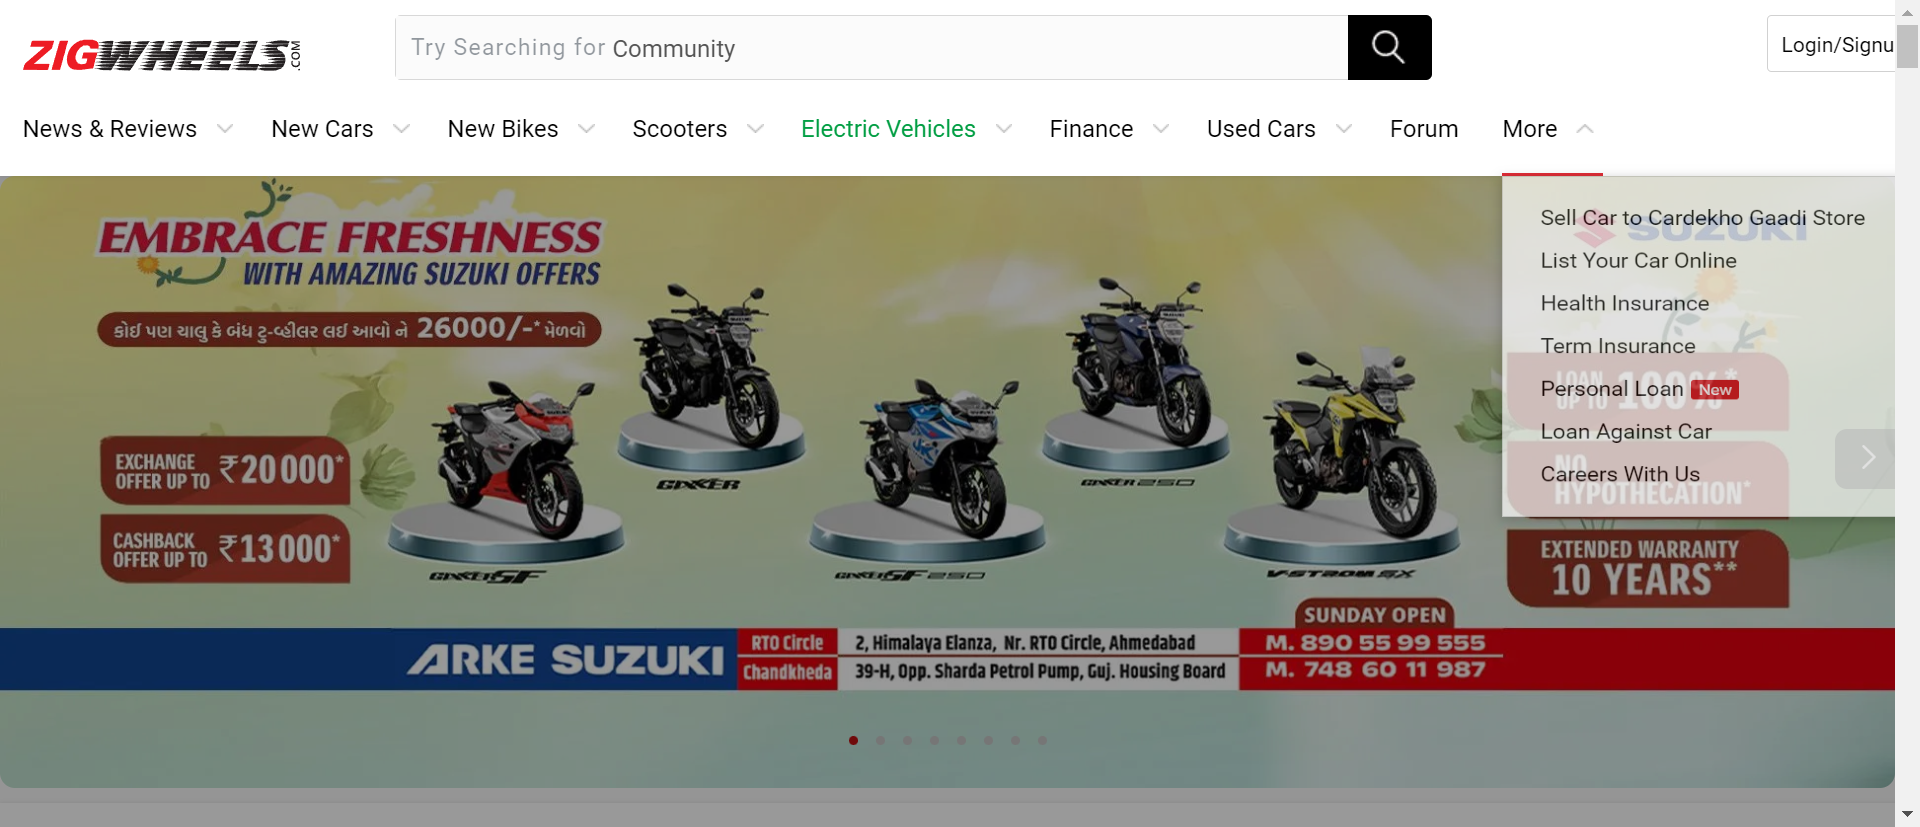 ZIGWHEELS.COM
Try Searching for Community
Login/Signu
News & Reviews New Cars New Bikes Scooters Electric Vehicles Finance Used Cars Forum More
Sell Car to Cardekho Gaadi Store
List Your Car Online
Health Insurance
Term Insurance
Personal Loan New
Loan Against Car
Careers With Us
EMBRACE FRESHNESS
WITH AMAZING SUZUKI OFFERS
કોઈ પણ ચાલુ કે બંધ ટુ-વ્હીલર લઈ આવો ને 26000/-* મેળવો
SUZUKI
EXCHANGE
OFFER UP TO ₹20000*
CASHBACK
OFFER UP TO ₹13000*
GIXXER
GIXXER 250
GIXXER SF
GIXXER SF 250
V-STROM SX
LOAN
UP TO 100%*
NO
HYPOTHECATION*
EXTENDED WARRANTY
10 YEARS**
SUNDAY OPEN
ARKE SUZUKI
RTO Circle 2, Himalaya Elanza, Nr. RTO Circle, Ahmedabad M. 890 55 99 555
Chandkheda 39-H, Opp. Sharda Petrol Pump, Guj. Housing Board M. 748 60 11 987